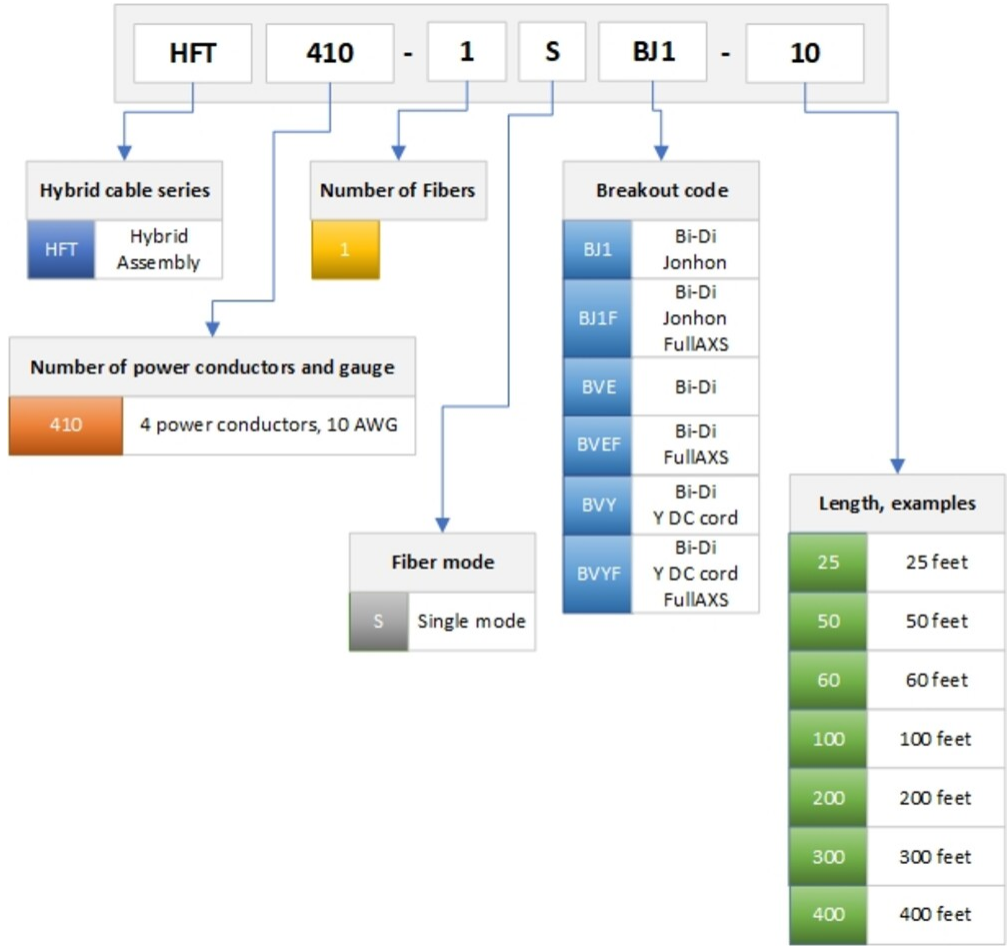 HFT 410 - 1 S BJ1 - 10
Hybrid cable series
HFT Hybrid
Assembly
Number of Fibers
1
Number of power conductors and gauge
410 4 power conductors, 10 AWG
Fiber mode
S Single mode
Breakout code
BJ1 Bi-Di
Jonhon
BJ1F Bi-Di
Jonhon
FullAXS
BVE Bi-Di
BVEF Bi-Di
FullAXS
BVY Bi-Di
Y DC cord
BVYF Bi-Di
Y DC cord
FullAXS
Length, examples
25 25 feet
50 50 feet
60 60 feet
100 100 feet
200 200 feet
300 300 feet
400 400 feet